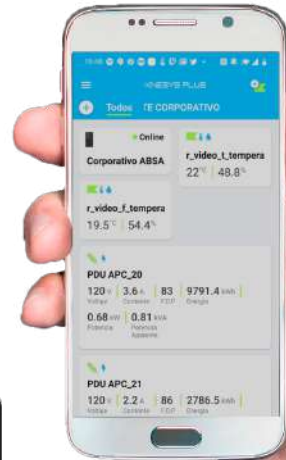 XNESYS PLUS
Todos TE CORPORATIVO
Online
Corporativo ABSA
r_video_t_tempera
22°C 48.8%
r_video_f_tempera
19.5°C 54.4%
PDU APC_20
120 V 3.6 A 83 9791.4 kWh
Voltaje Corriente F.D.P Energía
0.68 kW 0.81 kVA
Potencia Potencia Aparente
PDU APC_21
120 V 2.2 A 86 2786.5 kWh
Voltaje Corriente F.D.P Energía